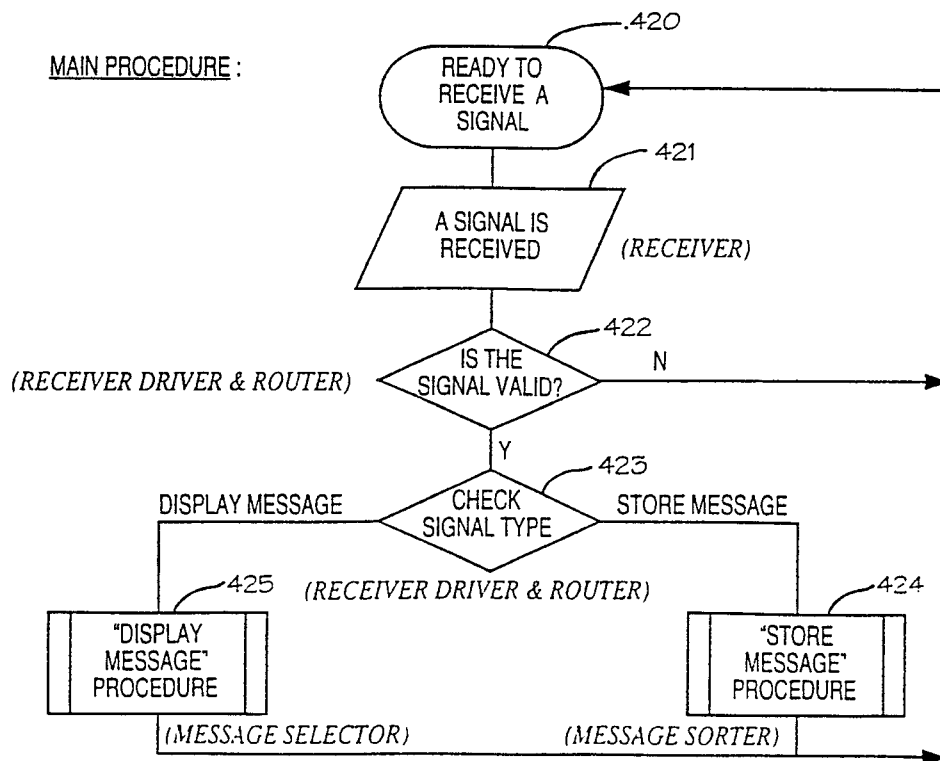 .420
MAIN PROCEDURE :
READY TO
RECEIVE A
SIGNAL
421
A SIGNAL IS
RECEIVED
(RECEIVER)
422
IS THE
SIGNAL VALID?
N
(RECEIVER DRIVER & ROUTER)
Y
423
DISPLAY MESSAGE
CHECK
SIGNAL TYPE
STORE MESSAGE
(RECEIVER DRIVER & ROUTER)
425
424
"DISPLAY
MESSAGE"
PROCEDURE
"STORE
MESSAGE"
PROCEDURE
(MESSAGE SELECTOR)
(MESSAGE SORTER)